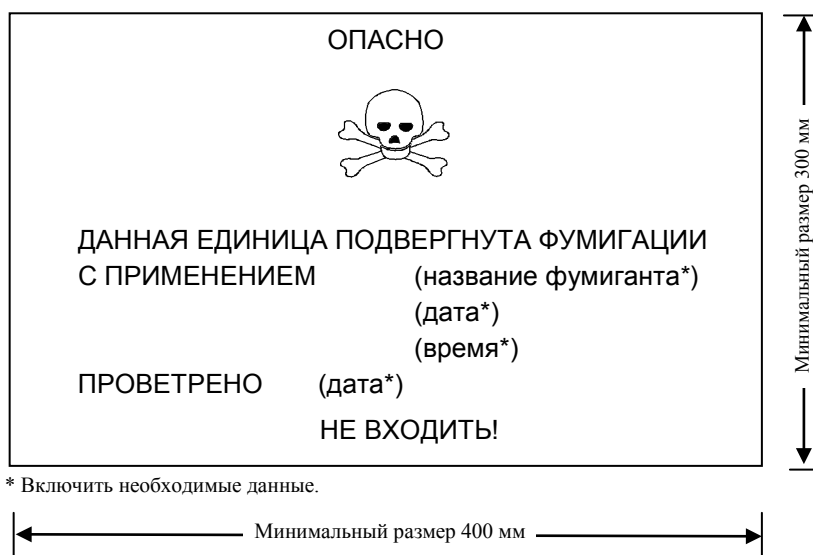 ОПАСНО
ДАННАЯ ЕДИНИЦА ПОДВЕРГНУТА ФУМИГАЦИИ
С ПРИМЕНЕНИЕМ (название фумиганта*)
(дата*)
(время*)
ПРОВЕТРЕНО (дата*)
НЕ ВХОДИТЬ!
Минимальный размер 300 мм
* Включить необходимые данные.
Минимальный размер 400 мм